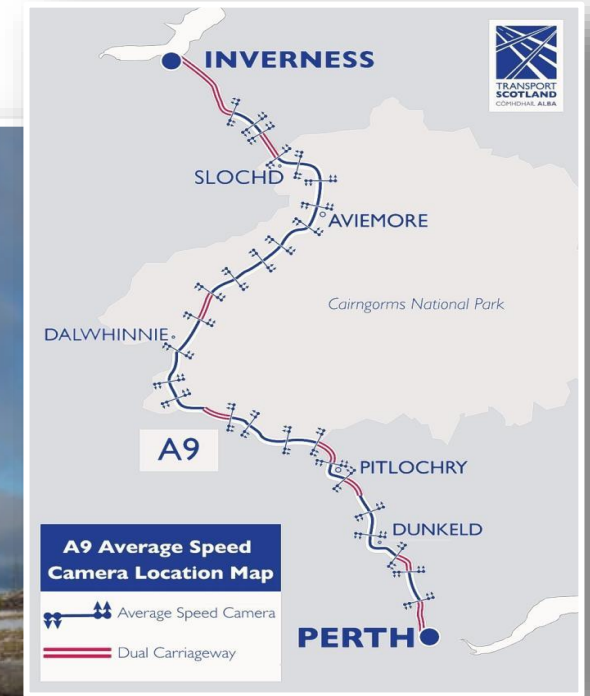 INVERNESS
TRANSPORT
SCOTLAND
CÒMHDHAIL ALBA
SLOCHD
AVIEMORE
Cairngorms National Park
DALWHINNIE
A9
PITLOCHRY
DUNKELD
A9 Average Speed
Camera Location Map
Average Speed Camera
Dual Carriageway
PERTH